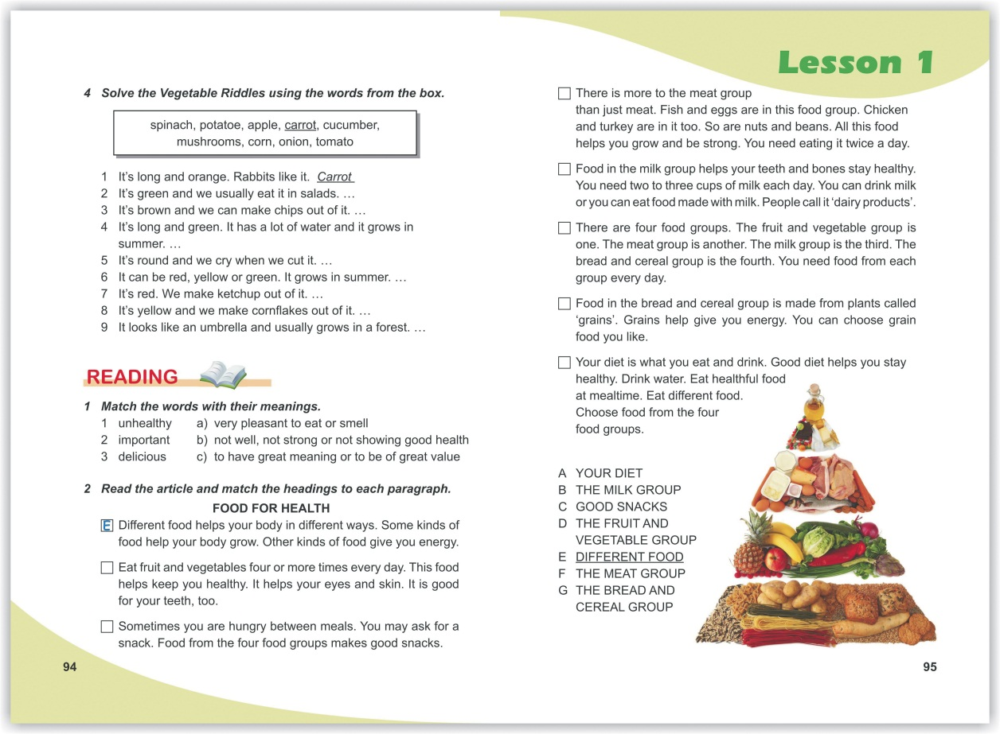 4 Solve the Vegetable Riddles using the words from the box.
spinach, potatoe, apple, carrot, cucumber,
mushrooms, corn, onion, tomato
1 It's long and orange. Rabbits like it. Carrot
2 It's green and we usually eat it in salads. …
3 It's brown and we can make chips out of it. …
4 It's long and green. It has a lot of water and it grows in
summer. …
5 It's round and we cry when we cut it. …
6 It can be red, yellow or green. It grows in summer. …
7 It's red. We make ketchup out of it. …
8 It's yellow and we make cornflakes out of it. …
9 It looks like an umbrella and usually grows in a forest. …
READING
1 Match the words with their meanings.
1 unhealthy a) very pleasant to eat or smell
2 important b) not well, not strong or not showing good health
3 delicious c) to have great meaning or to be of great value
2 Read the article and match the headings to each paragraph.
FOOD FOR HEALTH
E Different food helps your body in different ways. Some kinds of
food help your body grow. Other kinds of food give you energy.
Eat fruit and vegetables four or more times every day. This food
helps keep you healthy. It helps your eyes and skin. It is good
for your teeth, too.
Sometimes you are hungry between meals. You may ask for a
snack. Food from the four food groups makes good snacks.
94
Lesson 1
There is more to the meat group
than just meat. Fish and eggs are in this food group. Chicken
and turkey are in it too. So are nuts and beans. All this food
helps you grow and be strong. You need eating it twice a day.
Food in the milk group helps your teeth and bones stay healthy.
You need two to three cups of milk each day. You can drink milk
or you can eat food made with milk. People call it 'dairy products'.
There are four food groups. The fruit and vegetable group is
one. The meat group is another. The milk group is the third. The
bread and cereal group is the fourth. You need food from each
group every day.
Food in the bread and cereal group is made from plants called
'grains'. Grains help give you energy. You can choose grain
food you like.
Your diet is what you eat and drink. Good diet helps you stay
healthy. Drink water. Eat healthful food
at mealtime. Eat different food.
Choose food from the four
food groups.
A YOUR DIET
B THE MILK GROUP
C GOOD SNACKS
D THE FRUIT AND
VEGETABLE GROUP
E DIFFERENT FOOD
F THE MEAT GROUP
G THE BREAD AND
CEREAL GROUP
95